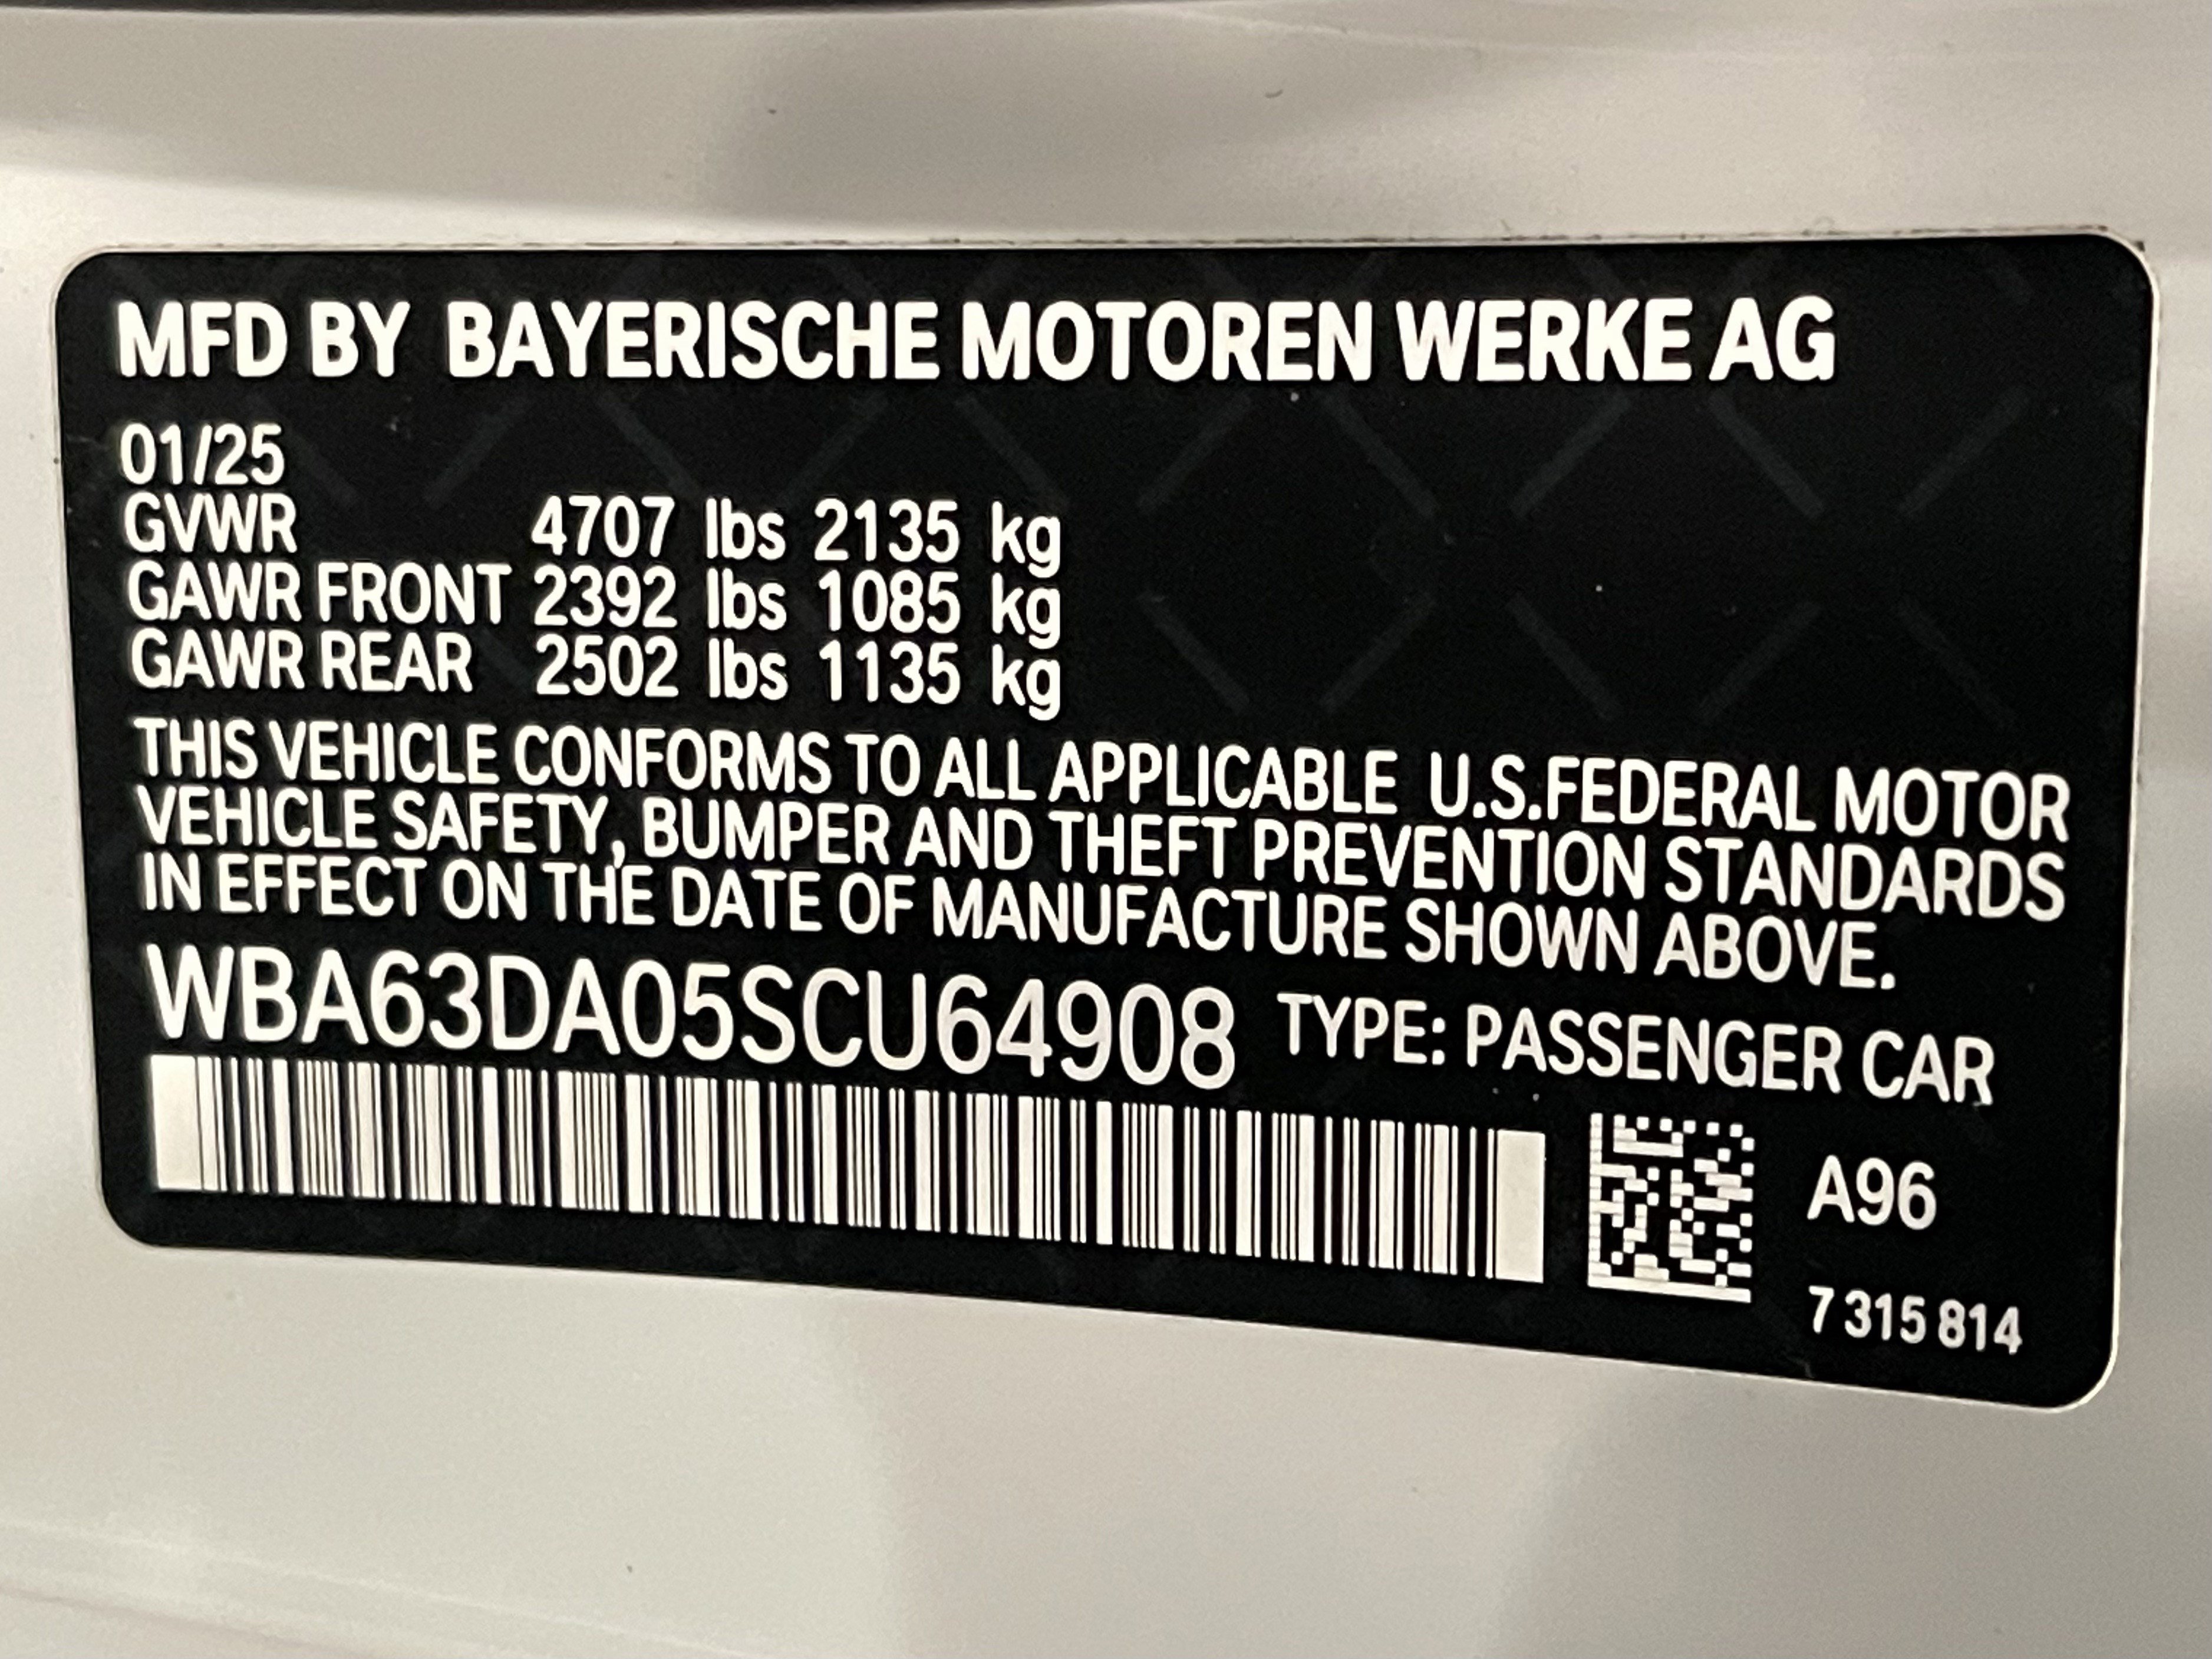 MFD BY BAYERISCHE MOTOREN WERKE AG
01/25
GVWR 4707 lbs 2135 kg
GAWR FRONT 2392 lbs 1085 kg
GAWR REAR 2502 lbs 1135 kg
THIS VEHICLE CONFORMS TO ALL APPLICABLE U.S.FEDERAL MOTOR
VEHICLE SAFETY, BUMPER AND THEFT PREVENTION STANDARDS
IN EFFECT ON THE DATE OF MANUFACTURE SHOWN ABOVE.
WBA63DA05SCU64908 TYPE: PASSENGER CAR
A96
7 315 814